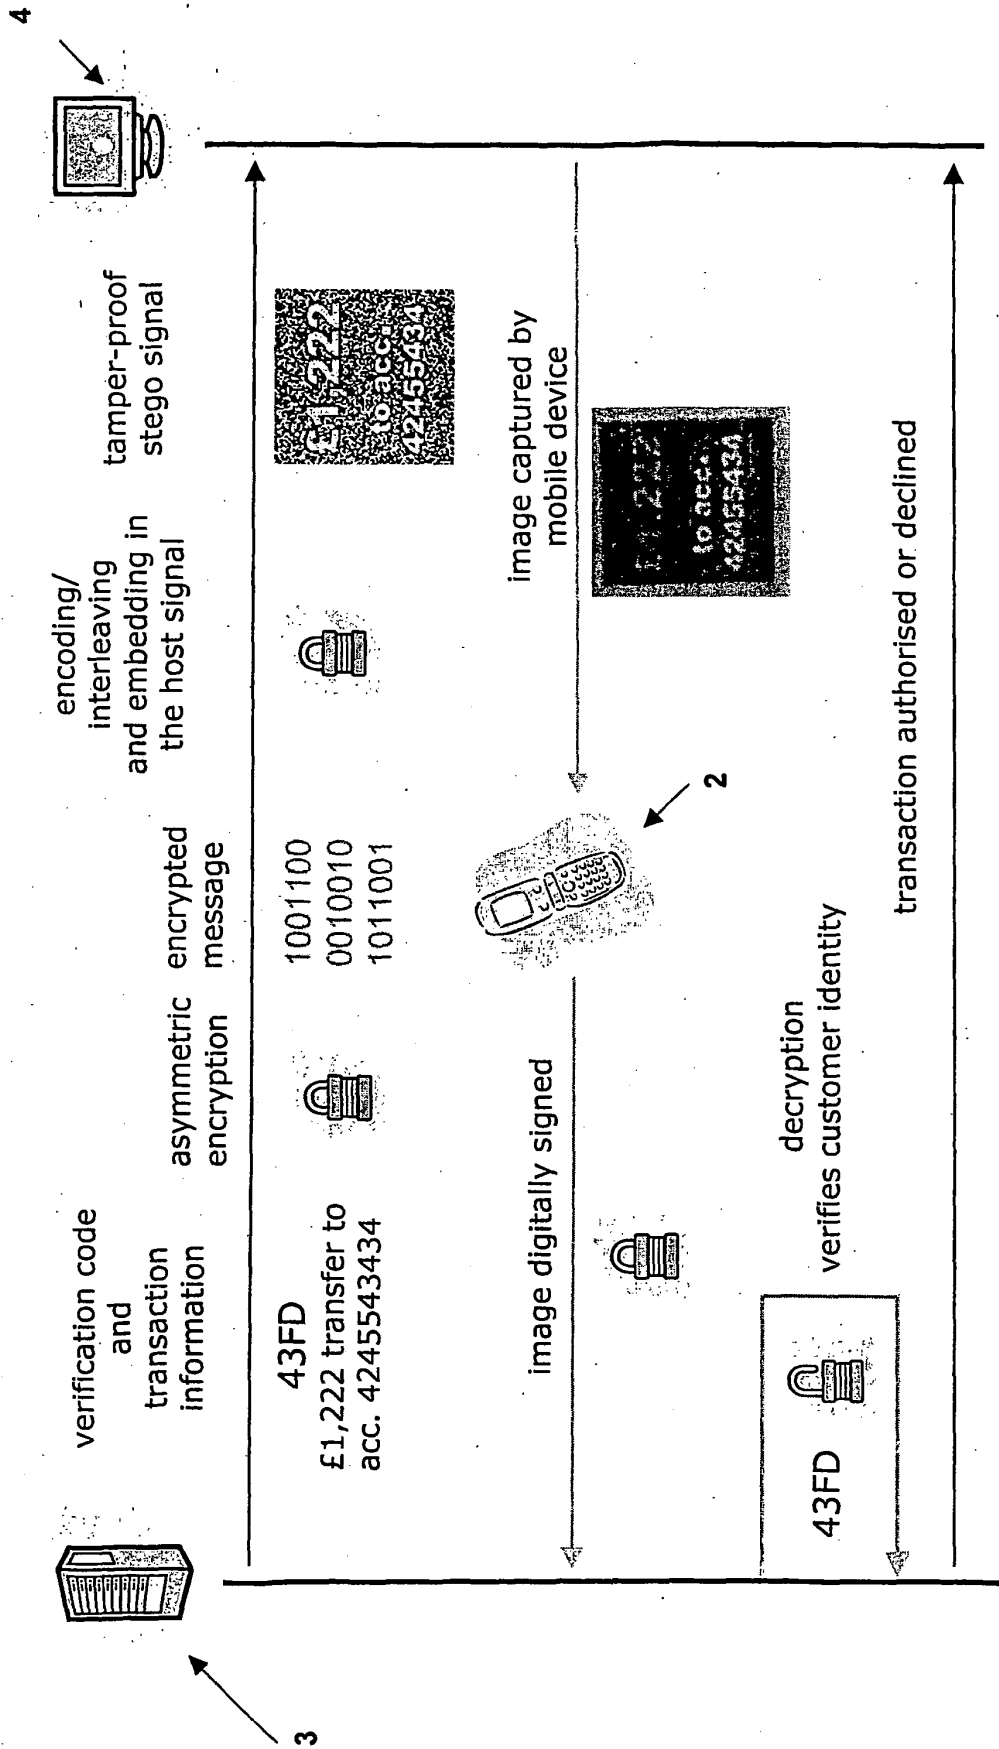 3
4
verification code
and
transaction
information
asymmetric
encryption
encrypted
message
encoding/
interleaving
and embedding in
the host signal
tamper-proof
stego signal
43FD
£1,222 transfer to
acc. 4245543434
1001100
0010010
1011001
£1,222
to acc.
42455434
image digitally signed
2
image captured by
mobile device
to acc.
42455434
43FD
decryption
verifies customer identity
transaction authorised or declined